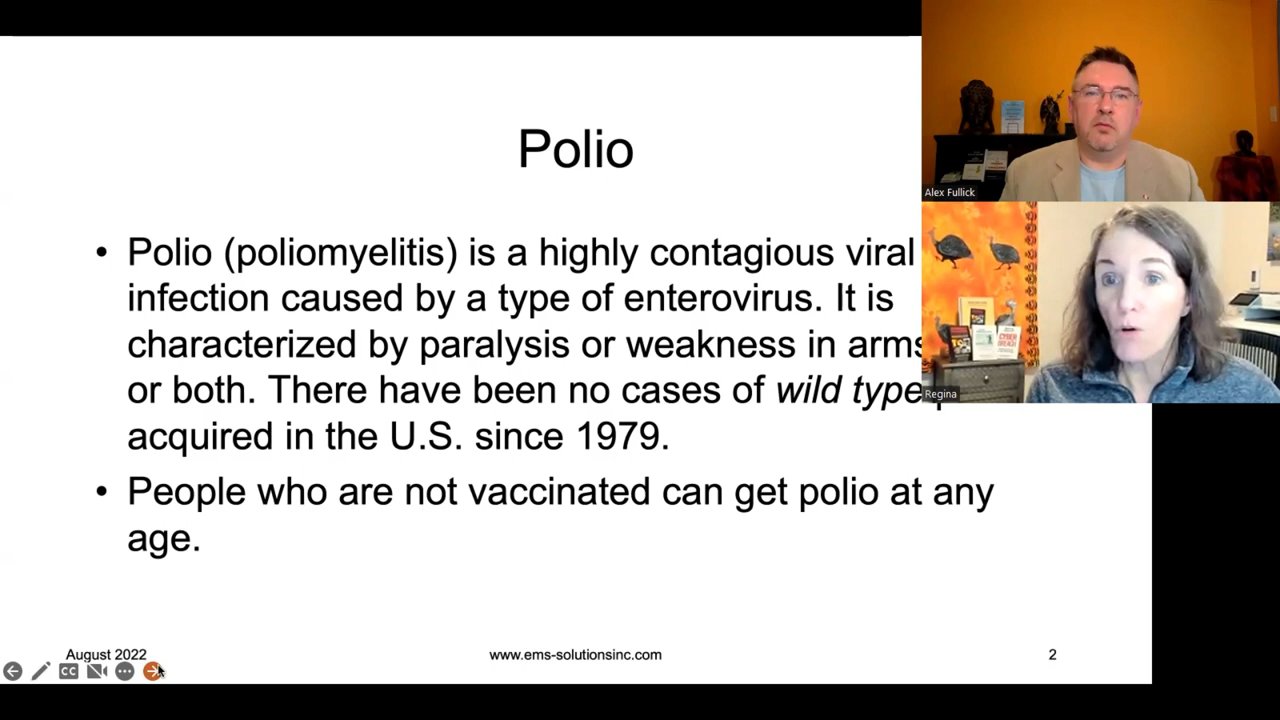 Polio
• Polio (poliomyelitis) is a highly contagious viral
infection caused by a type of enterovirus. It is
characterized by paralysis or weakness in arms
or both. There have been no cases of wild type
acquired in the U.S. since 1979.
• People who are not vaccinated can get polio at any
age.
August 2022
www.ems-solutionsinc.com
2
CC
Alex Fullick
Regina
CYBER
BREACH